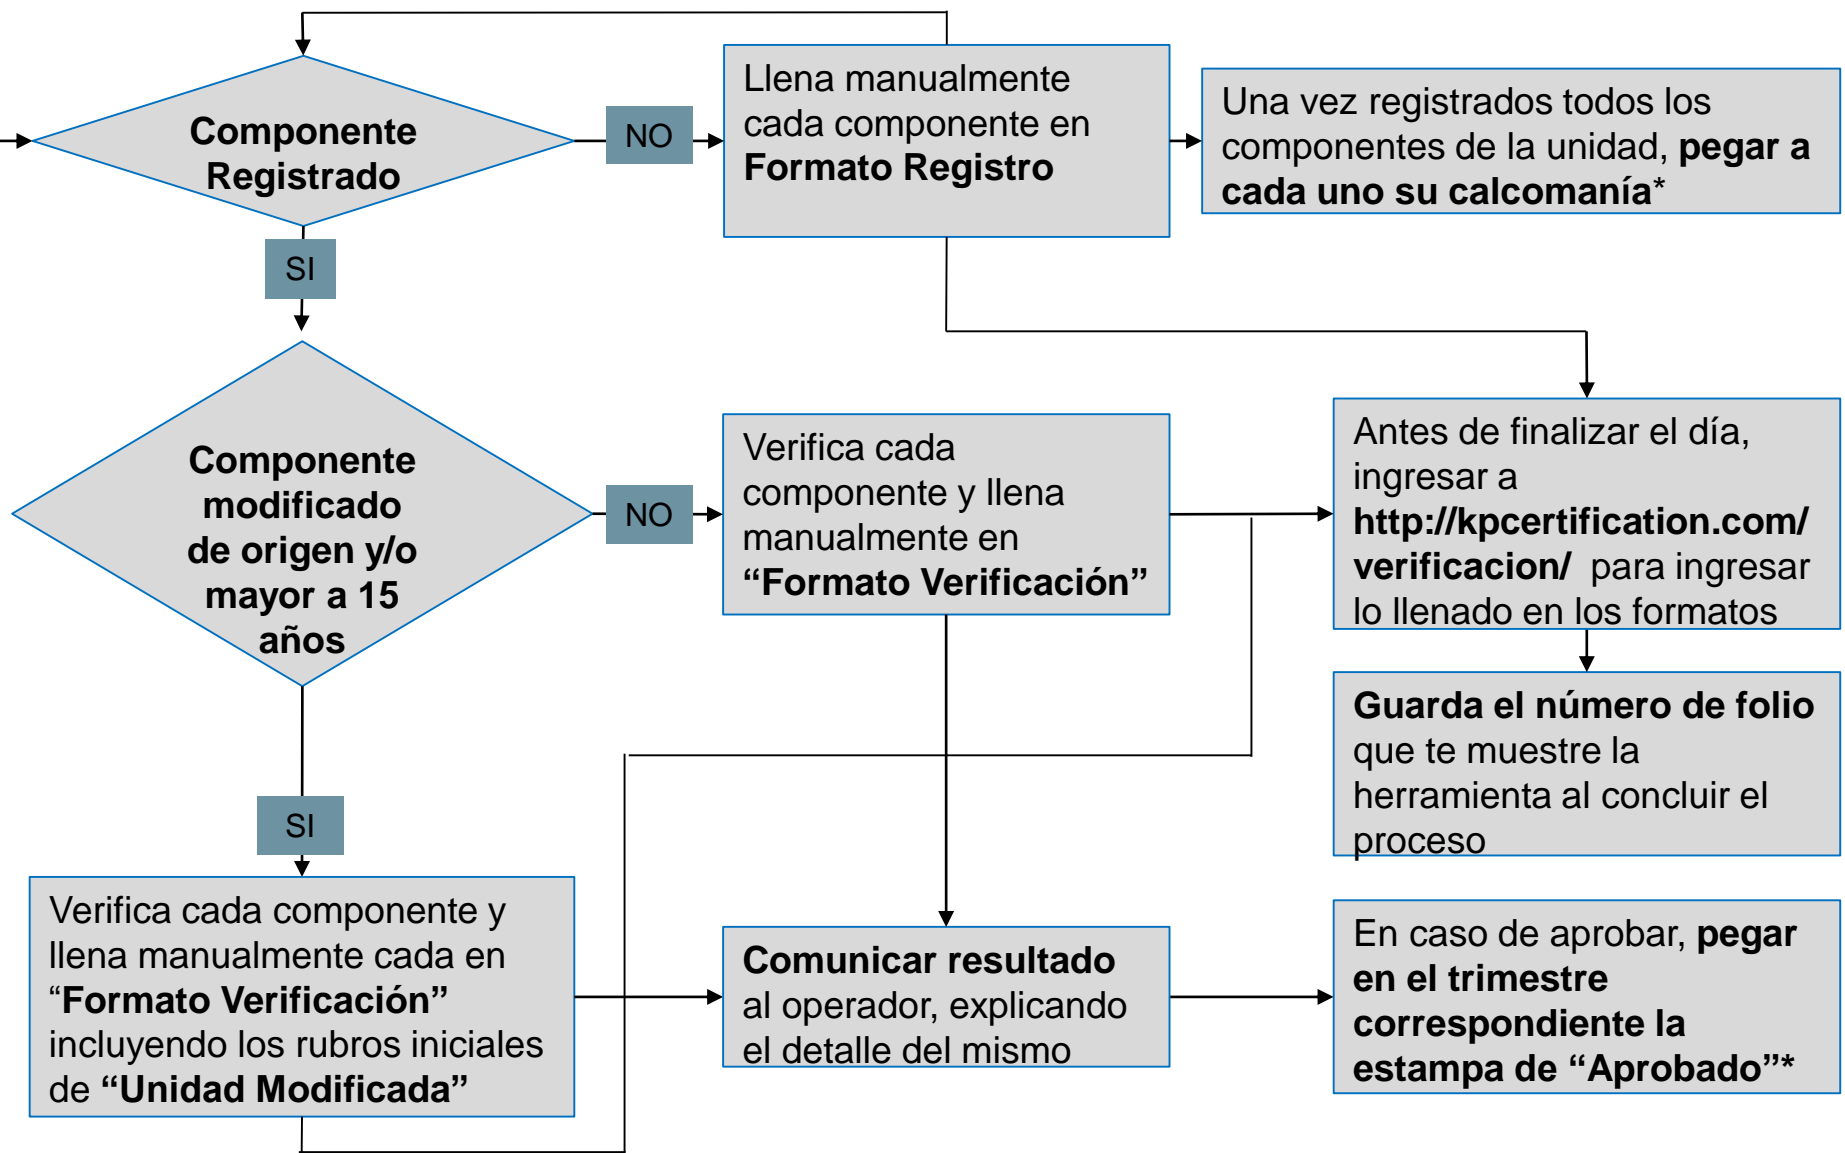 Componente
Registrado
NO
Llena manualmente
cada componente en
Formato Registro
Una vez registrados todos los
componentes de la unidad, pegar a
cada uno su calcomanía*
SI
Componente
modificado
de origen y/o
mayor a 15
años
NO
Verifica cada
componente y llena
manualmente en
“Formato Verificación”
Antes de finalizar el día,
ingresar a
http://kpcertification.com/
verificacion/ para ingresar
lo llenado en los formatos
Guarda el número de folio
que te muestre la
herramienta al concluir el
proceso
SI
Verifica cada componente y
llena manualmente cada en
“Formato Verificación”
incluyendo los rubros iniciales
de “Unidad Modificada”
Comunicar resultado
al operador, explicando
el detalle del mismo
En caso de aprobar, pegar
en el trimestre
correspondiente la
estampa de “Aprobado”*